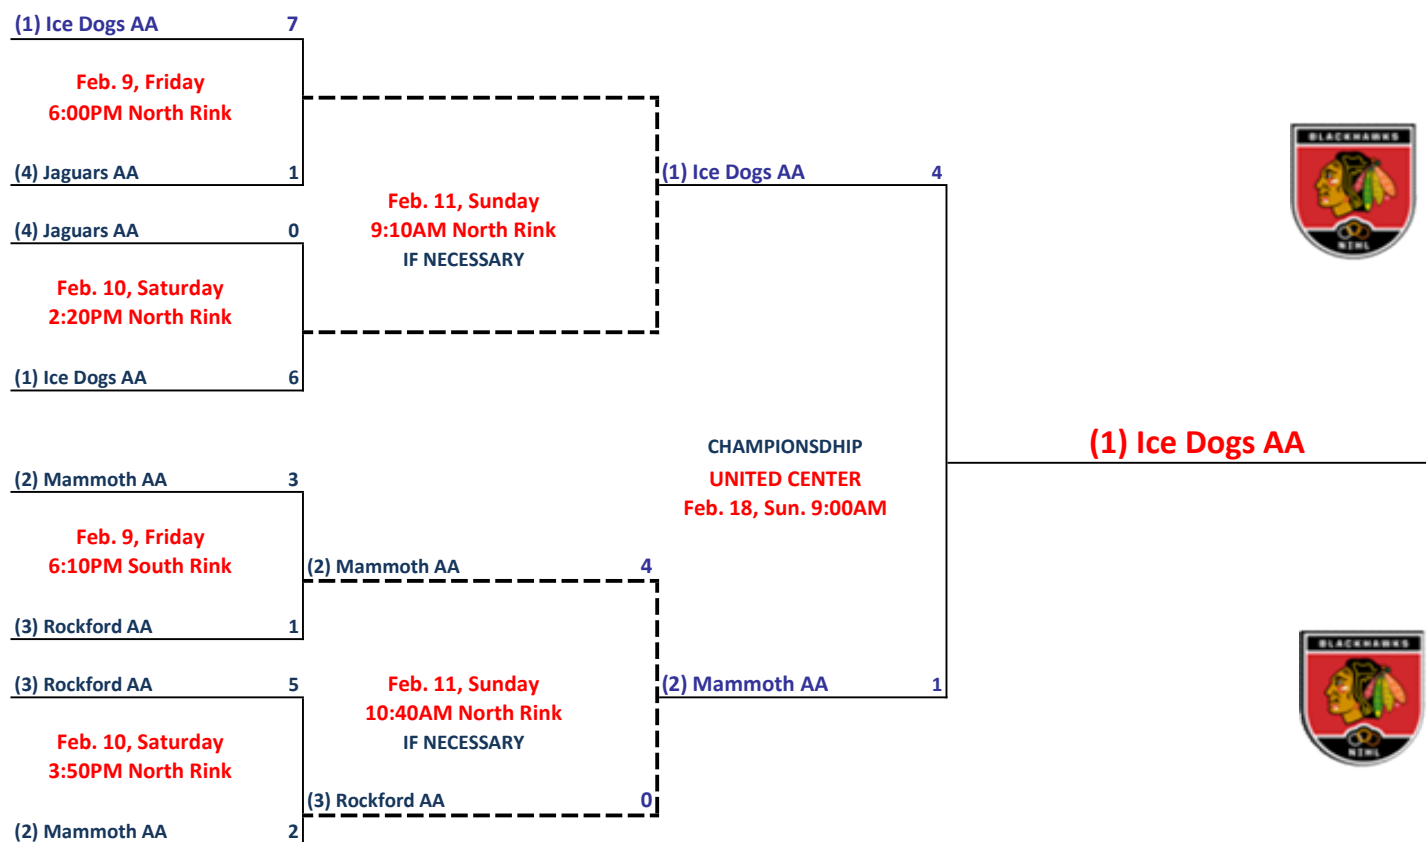 (1) Ice Dogs AA 7
Feb. 9, Friday
6:00PM North Rink
(4) Jaguars AA 1
(4) Jaguars AA 0
Feb. 10, Saturday
2:20PM North Rink
(1) Ice Dogs AA 6
(2) Mammoth AA 3
Feb. 9, Friday
6:10PM South Rink
(3) Rockford AA 1
(3) Rockford AA 5
Feb. 10, Saturday
3:50PM North Rink
(2) Mammoth AA 2
Feb. 11, Sunday
9:10AM North Rink
IF NECESSARY
(2) Mammoth AA 4
Feb. 11, Sunday
10:40AM North Rink
IF NECESSARY
(3) Rockford AA 0
(1) Ice Dogs AA 4
CHAMPIONSDHIP
UNITED CENTER
Feb. 18, Sun. 9:00AM
(2) Mammoth AA 1
(1) Ice Dogs AA
BLACKHAWKS
NIHL
BLACKHAWKS
NIHL